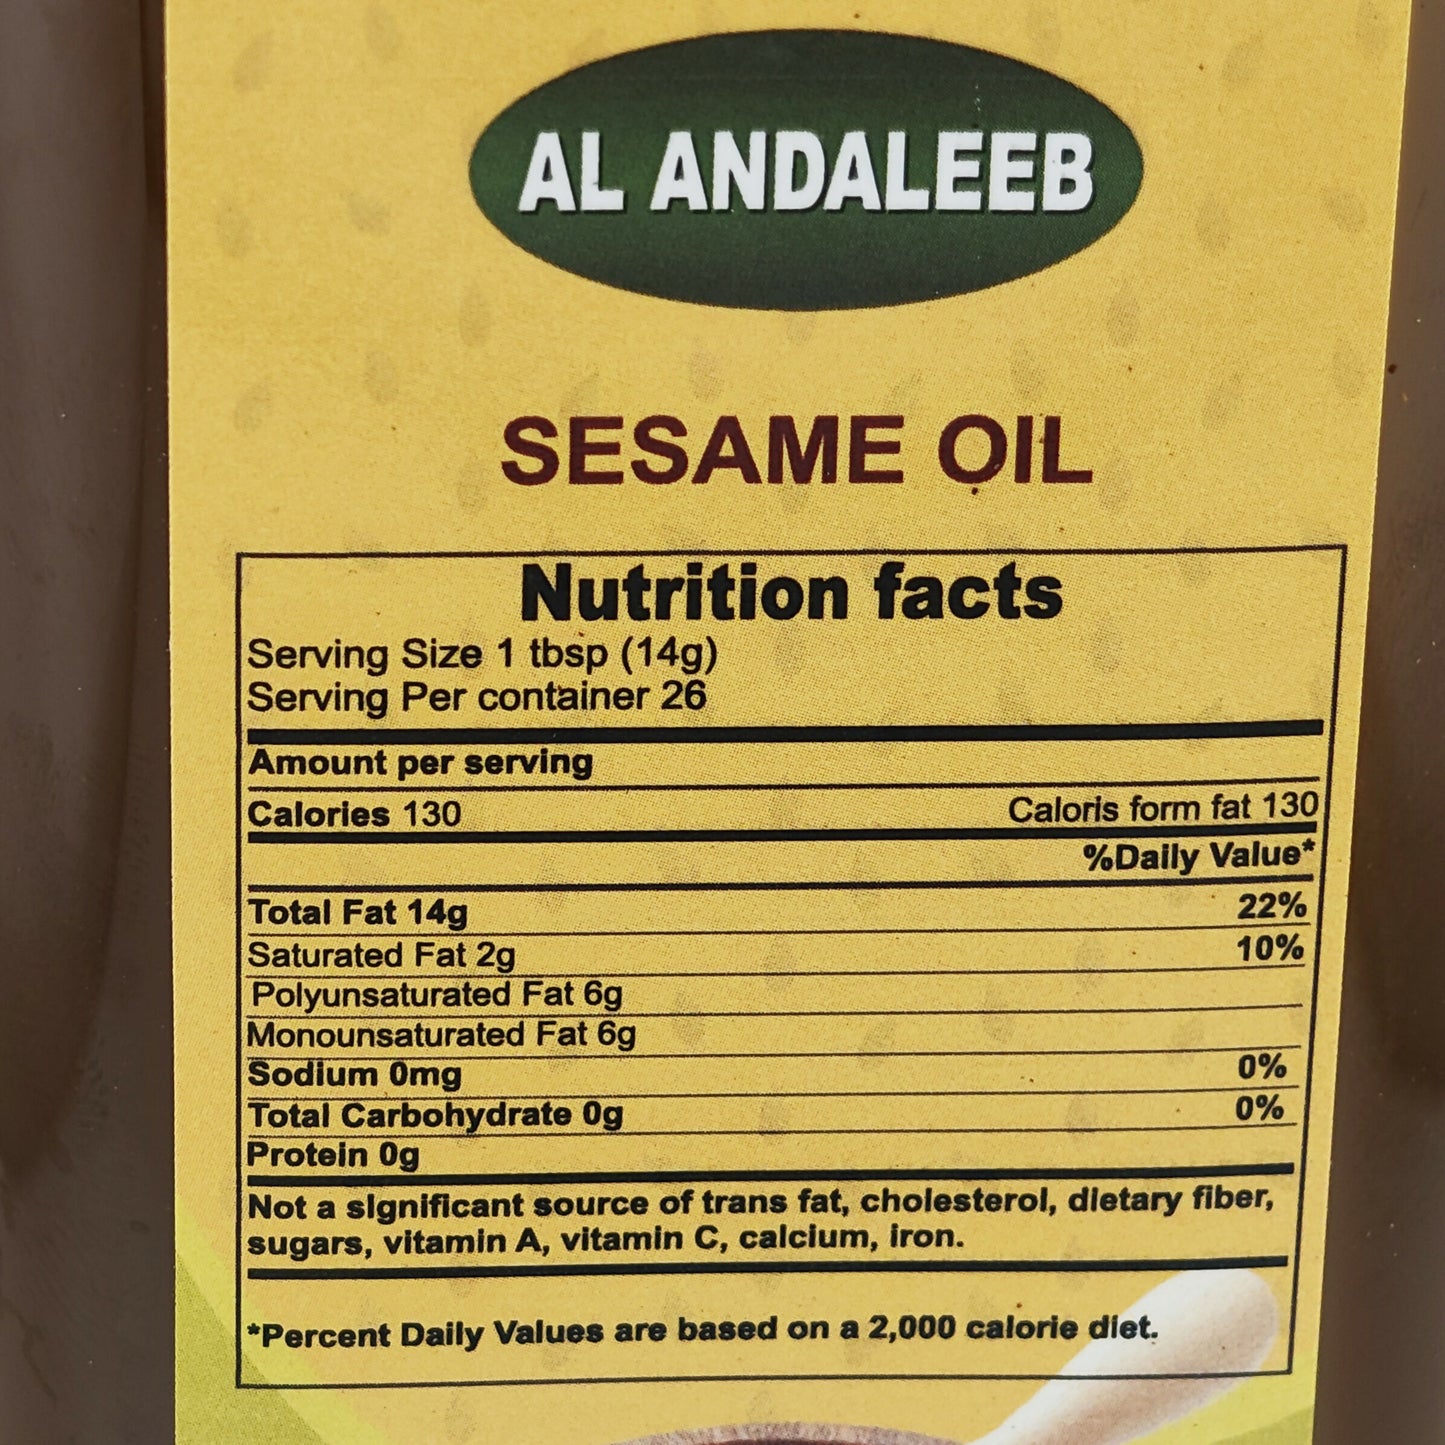 AL ANDALEEB
SESAME OIL
Nutrition facts
Serving Size 1 tbsp (14g)
Serving Per container 26
Amount per serving
Calories 130 Caloris form fat 130
%Daily Value*
Total Fat 14g 22%
Saturated Fat 2g 10%
Polyunsaturated Fat 6g
Monounsaturated Fat 6g
Sodium 0mg 0%
Total Carbohydrate 0g 0%
Protein 0g
Not a significant source of trans fat, cholesterol, dietary fiber,
sugars, vitamin A, vitamin C, calcium, iron.
*Percent Daily Values are based on a 2,000 calorie diet.